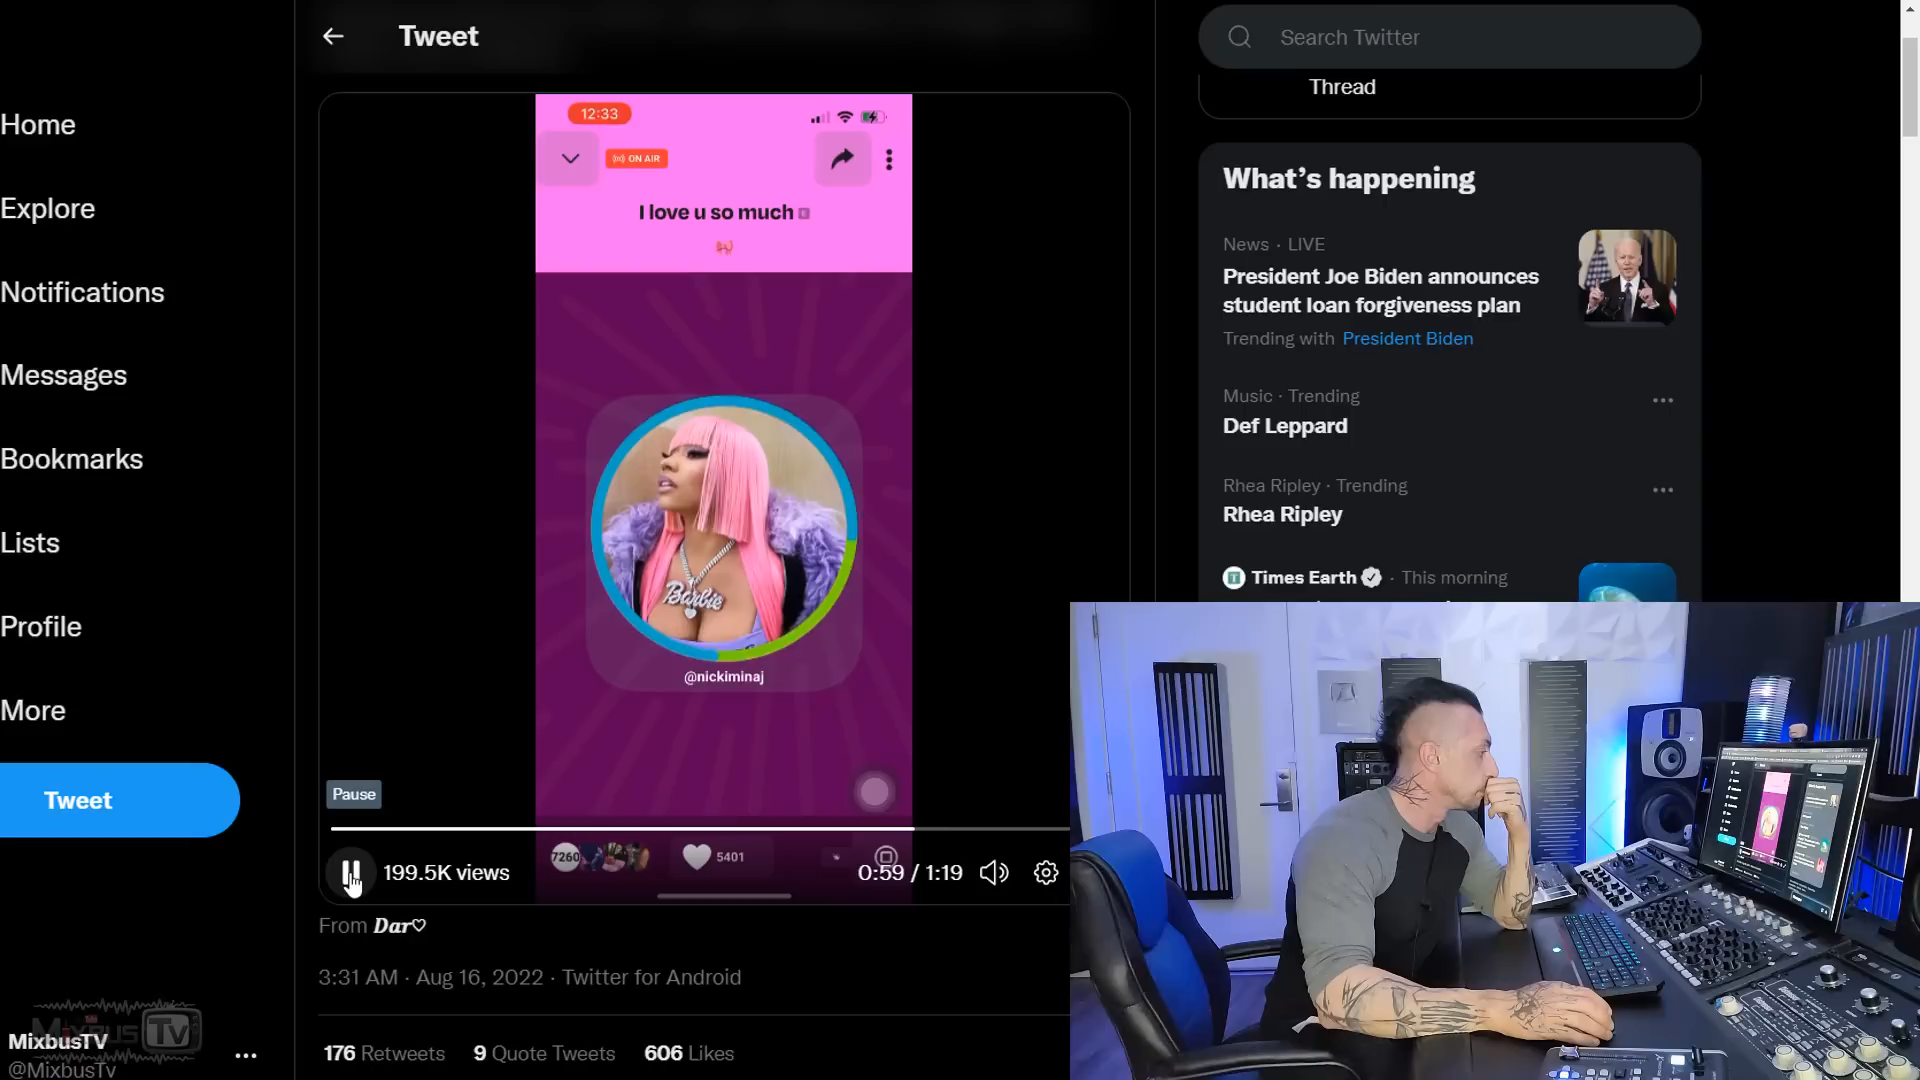 Home
Explore
Notifications
Messages
Bookmarks
Lists
Profile
More
Tweet
MixbusTV
MixbusTV
@MixbusTv
Tweet
12:33
ON AIR
I love u so much
Barbie
@nickiminaj
Pause
7260
5401
199.5K views
0:59 / 1:19
From Dar♡
3:31 AM · Aug 16, 2022 · Twitter for Android
176 Retweets 9 Quote Tweets 606 Likes
Search Twitter
Thread
What's happening
News · LIVE
President Joe Biden announces
student loan forgiveness plan
Trending with President Biden
Music · Trending
Def Leppard
Rhea Ripley · Trending
Rhea Ripley
Times Earth · This morning